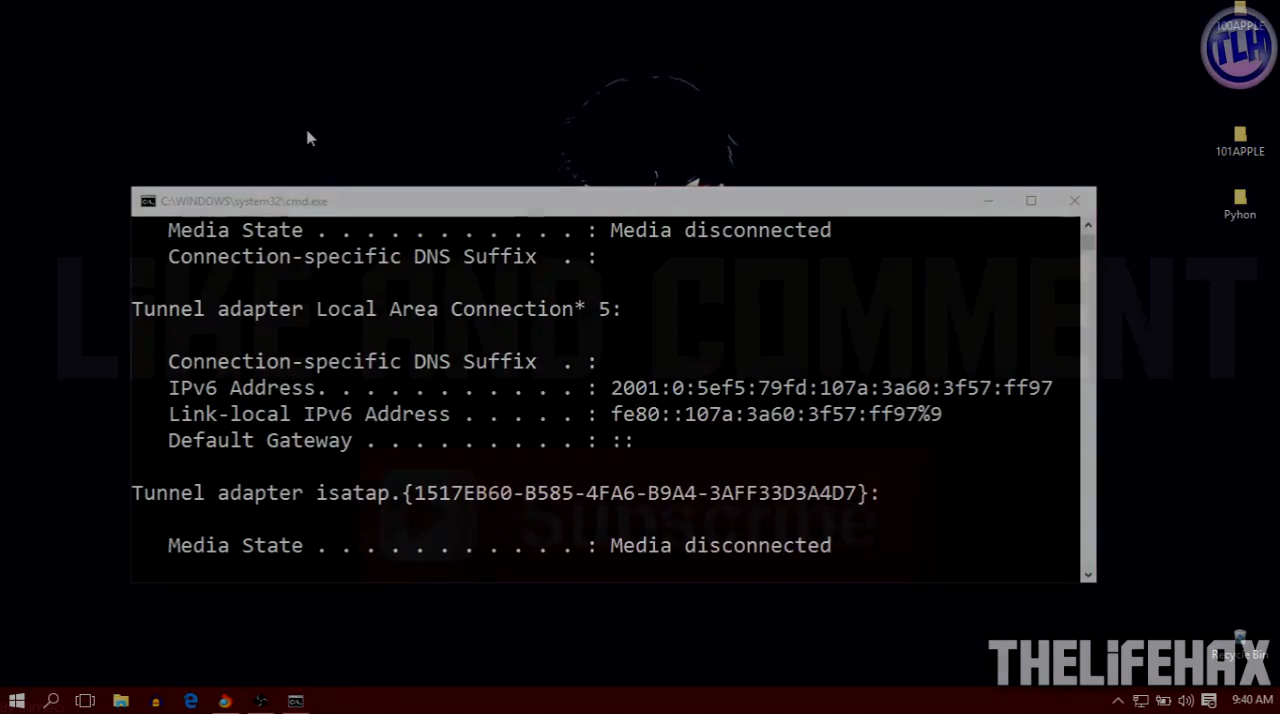 100APPLE
TLH
101APPLE
Pyhon
C:\WINDOWS\system32\cmd.exe
Media State . . . . . . . . . . . : Media disconnected
Connection-specific DNS Suffix  . :
LiKE AND COMMENT
Tunnel adapter Local Area Connection* 5:
Connection-specific DNS Suffix  . :
IPv6 Address. . . . . . . . . . . : 2001:0:5ef5:79fd:107a:3a60:3f57:ff97
Link-local IPv6 Address . . . . . : fe80::107a:3a60:3f57:ff97%9
Default Gateway . . . . . . . . . : ::
Tunnel adapter isatap.{1517EB60-B585-4FA6-B9A4-3AFF33D3A4D7}:
Subscribe
Media State . . . . . . . . . . . : Media disconnected
THELiFEHAX
Recycle Bin
9:40 AM